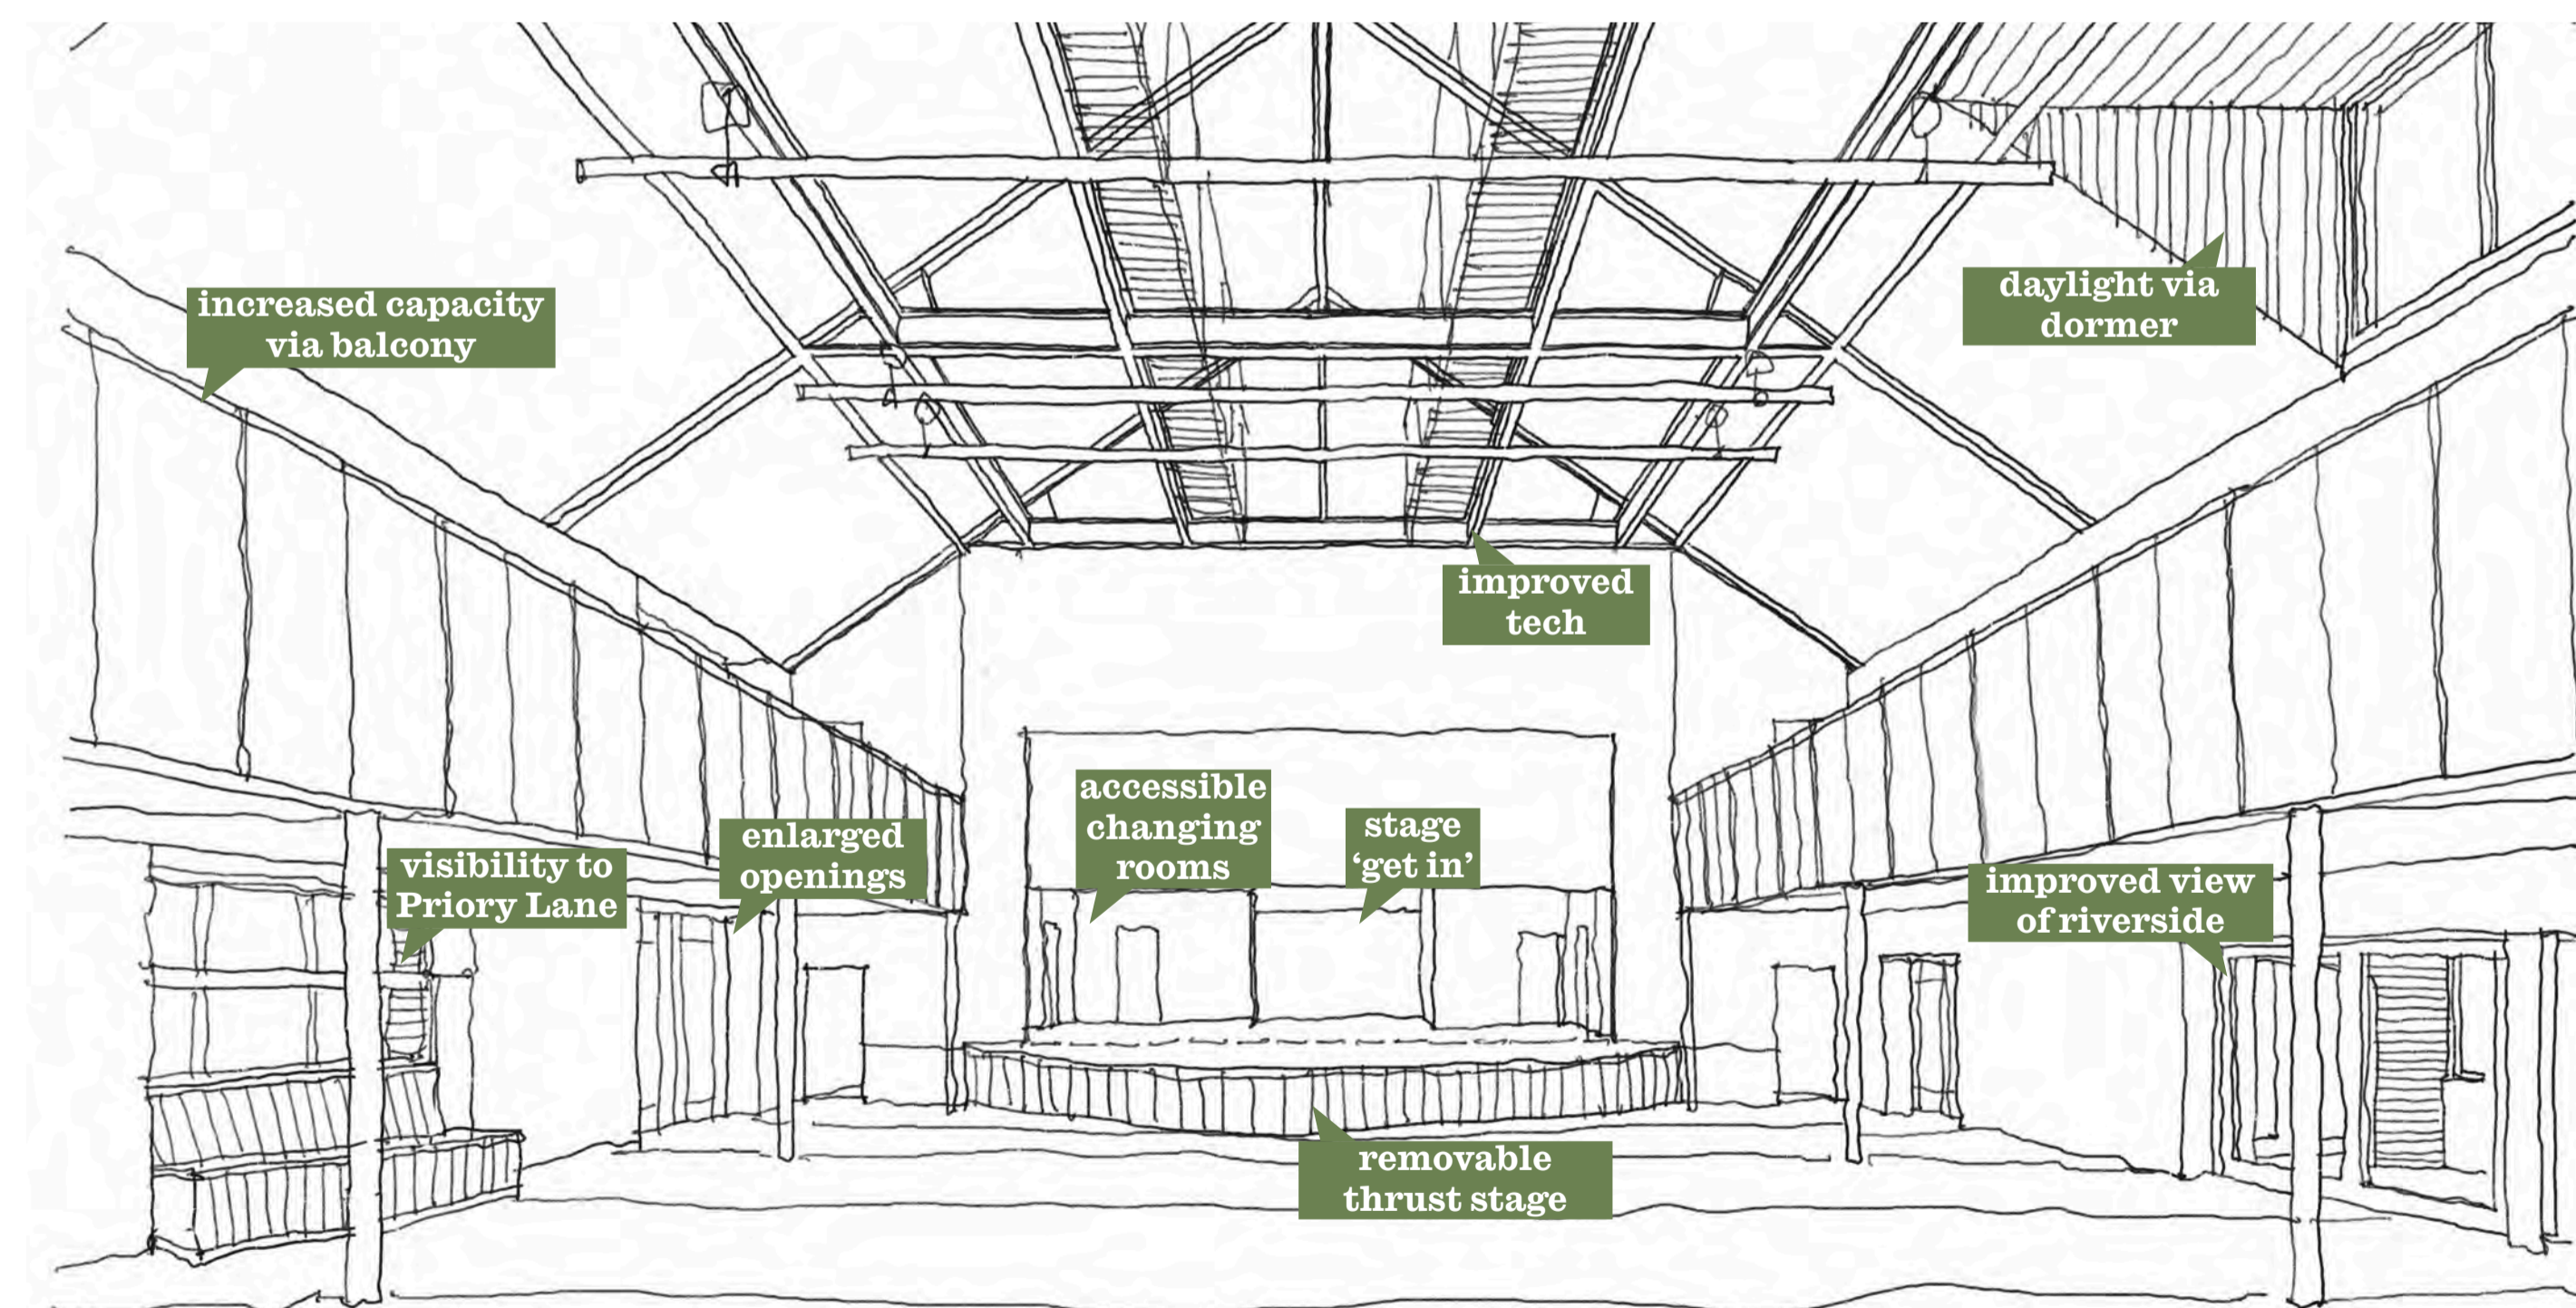 increased capacity
via balcony
daylight via
dormer
improved
tech
accessible
changing
rooms
stage
‘get in’
enlarged
openings
visibility to
Priory Lane
improved view
of riverside
removable
thrust stage